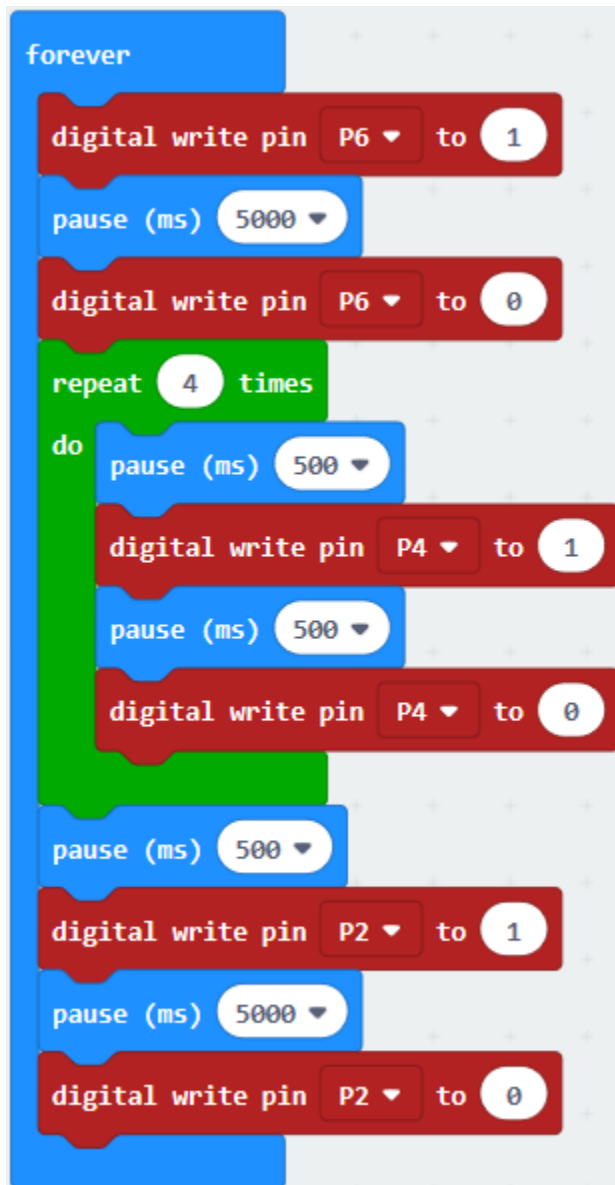 forever
digital write pin P6 to 1
pause (ms) 5000
digital write pin P6 to 0
repeat 4 times
do
pause (ms) 500
digital write pin P4 to 1
pause (ms) 500
digital write pin P4 to 0
pause (ms) 500
digital write pin P2 to 1
pause (ms) 5000
digital write pin P2 to 0